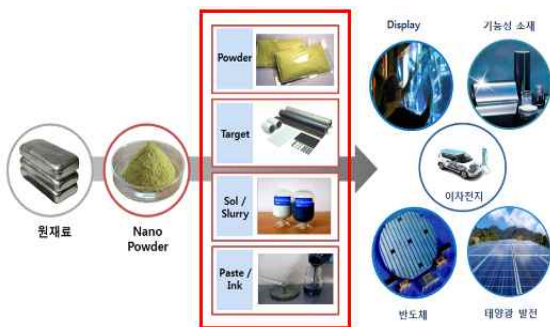 원재료
Nano
Powder
Powder
Target
Sol /
Slurry
Paste /
Ink
Display
기능성 소재
이차전지
반도체
태양광 발전